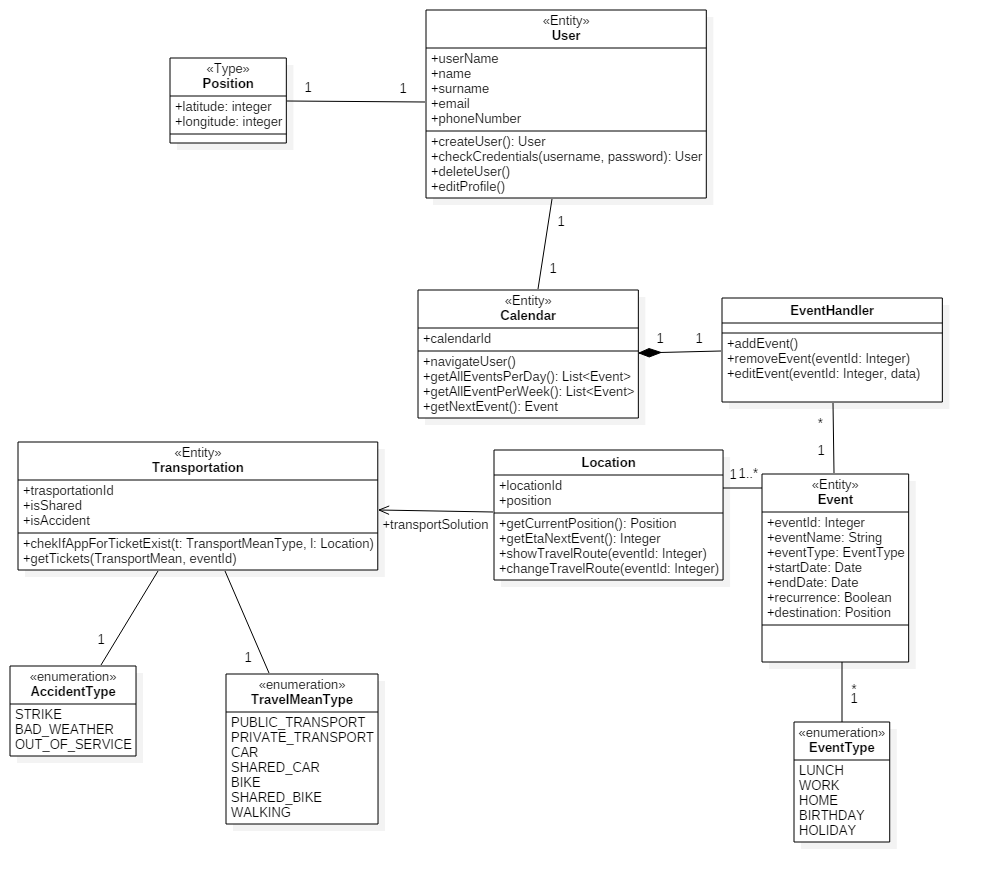 «Entity»
User
+userName
+name
+surname
+email
+phoneNumber
+createUser(): User
+checkCredentials(username, password): User
+deleteUser()
+editProfile()
«Type»
Position
+latitude: integer
+longitude: integer
1
1
1
1
«Entity»
Calendar
+calendarId
+navigateUser()
+getAllEventsPerDay(): List<Event>
+getAllEventPerWeek(): List<Event>
+getNextEvent(): Event
1
1
EventHandler
+addEvent()
+removeEvent(eventId: Integer)
+editEvent(eventId: Integer, data)
*
1
«Entity»
Transportation
+trasportationId
+isShared
+isAccident
+chekIfAppForTicketExist(t: TransportMeanType, l: Location)
+getTickets(TransportMean, eventId)
+transportSolution
Location
+locationId
+position
+getCurrentPosition(): Position
+getEtaNextEvent(): Integer
+showTravelRoute(eventId: Integer)
+changeTravelRoute(eventId: Integer)
1
1..*
«Entity»
Event
+eventId: Integer
+eventName: String
+eventType: EventType
+startDate: Date
+endDate: Date
+recurrence: Boolean
+destination: Position
1
1
*
1
«enumeration»
AccidentType
STRIKE
BAD_WEATHER
OUT_OF_SERVICE
«enumeration»
TravelMeanType
PUBLIC_TRANSPORT
PRIVATE_TRANSPORT
CAR
SHARED_CAR
BIKE
SHARED_BIKE
WALKING
«enumeration»
EventType
LUNCH
WORK
HOME
BIRTHDAY
HOLIDAY